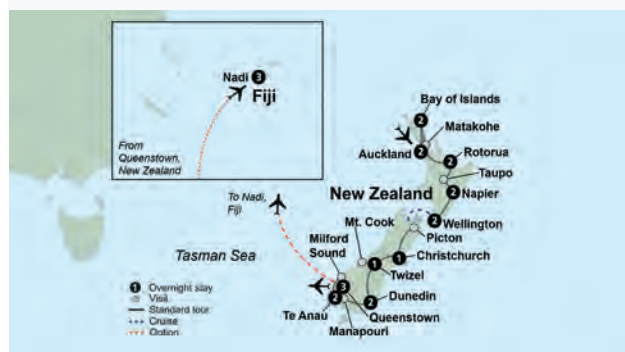 Nadi 3
Fiji
From
Queenstown,
New Zealand
To Nadi,
Fiji
Tasman Sea
New Zealand
Bay of Islands
2
Matakohe
Auckland 2
2 Rotorua
Taupo
2 Napier
2 Wellington
Picton
Mt. Cook
1 Christchurch
1 Twizel
Milford
Sound
3
2
2 Dunedin
Te Anau
Queenstown
Manapouri
1 Overnight stay
Visit
Standard tour
Cruise
Option